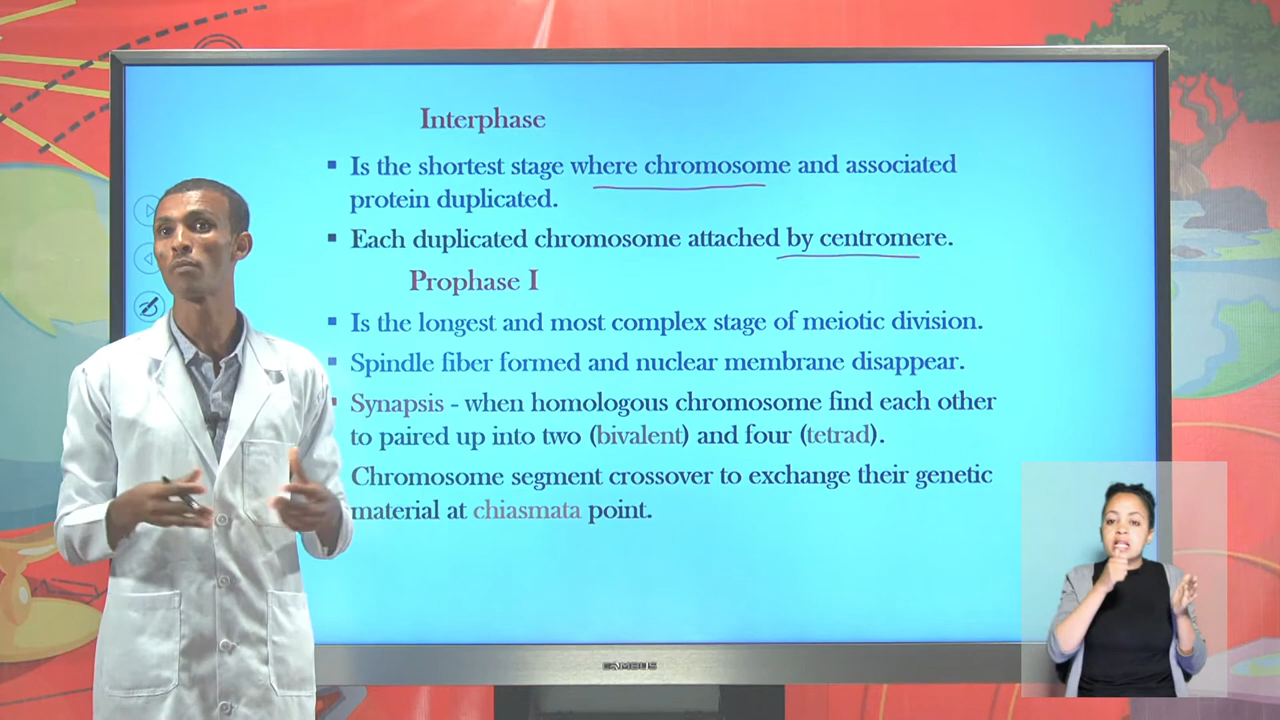 Interphase
▪ Is the shortest stage where chromosome and associated
protein duplicated.
▪ Each duplicated chromosome attached by centromere.
Prophase I
▪ Is the longest and most complex stage of meiotic division.
▪ Spindle fiber formed and nuclear membrane disappear.
▪ Synapsis - when homologous chromosome find each other
to paired up into two (bivalent) and four (tetrad).
Chromosome segment crossover to exchange their genetic
material at chiasmata point.